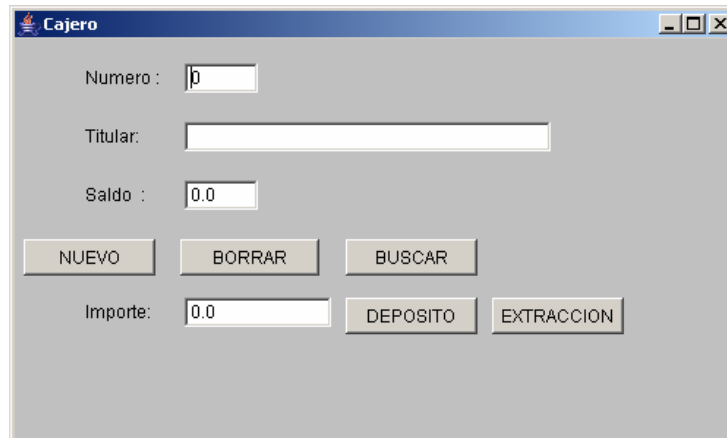 Cajero
Numero : 0
Titular:
Saldo : 0.0
NUEVO BORRAR BUSCAR
Importe: 0.0 DEPOSITO EXTRACCION